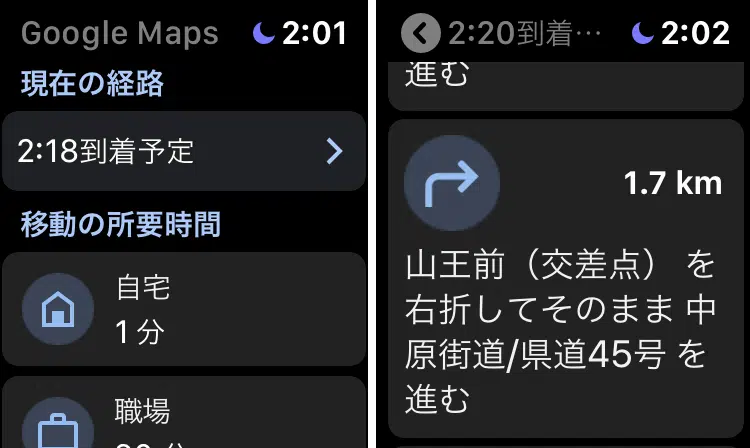 Google Maps
2:01
現在の経路
2:18到着予定
移動の所要時間
自宅
1 分
職場
2:20到着…
2:02
進む
1.7 km
山王前（交差点） を
右折してそのまま 中
原街道/県道45号 を
進む